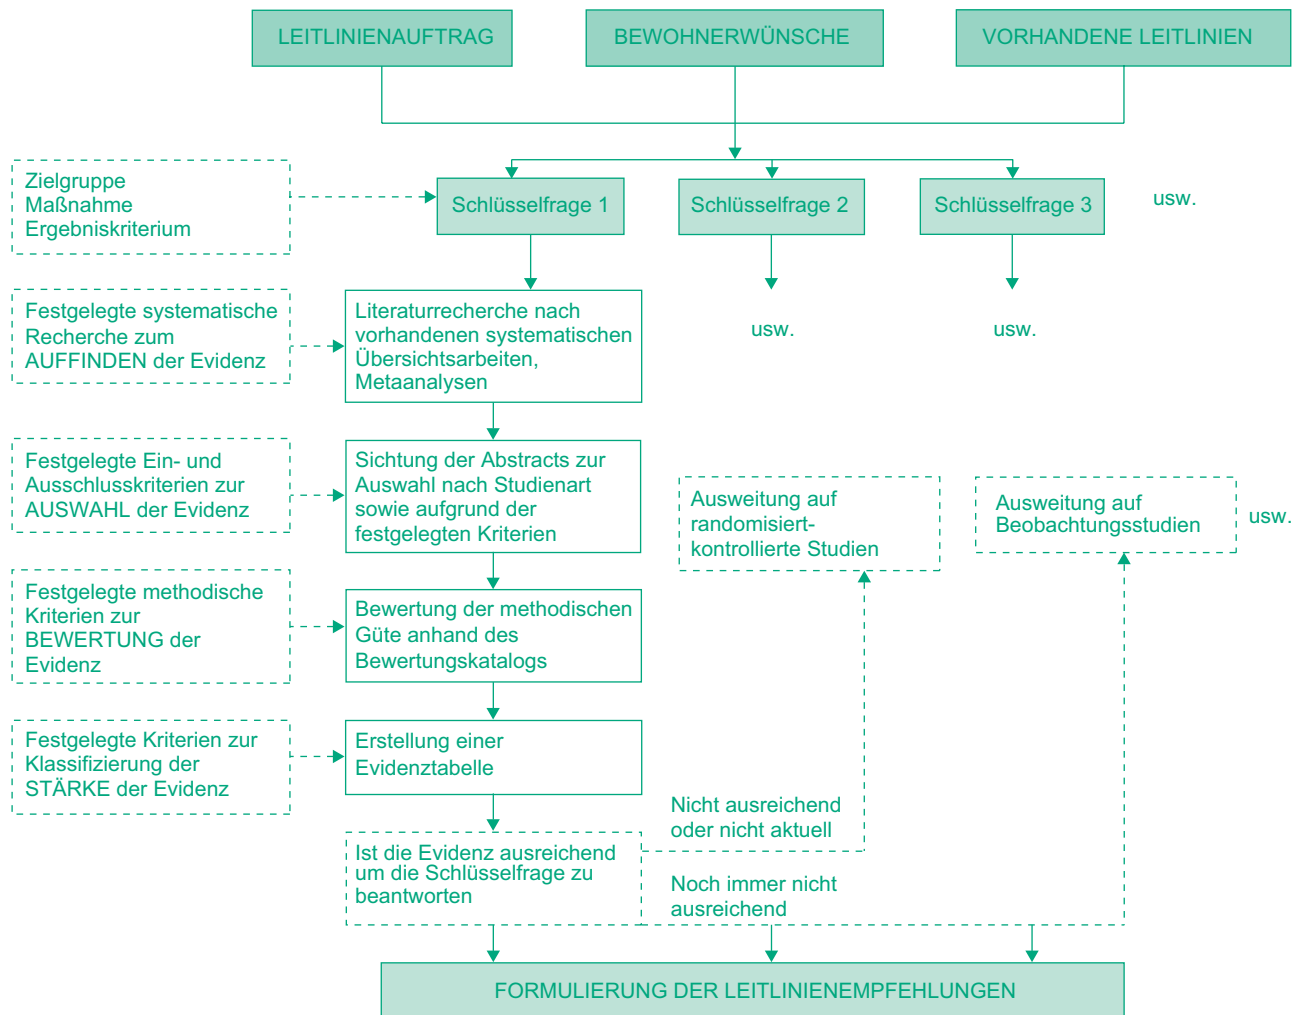 LEITLINIENAUFTRAG
BEWOHNERWÜNSCHE
VORHANDENE LEITLINIEN
Zielgruppe
Maßnahme
Ergebniskriterium
Schlüsselfrage 1
Schlüsselfrage 2
Schlüsselfrage 3
usw.
Festgelegte systematische
Recherche zum
AUFFINDEN der Evidenz
Literaturrecherche nach
vorhandenen systematischen
Übersichtsarbeiten,
Metaanalysen
usw.
usw.
Festgelegte Ein- und
Ausschlusskriterien zur
AUSWAHL der Evidenz
Sichtung der Abstracts zur
Auswahl nach Studienart
sowie aufgrund der
festgelegten Kriterien
Ausweitung auf
randomisiert-
kontrollierte Studien
Ausweitung auf
Beobachtungsstudien
usw.
Festgelegte methodische
Kriterien zur
BEWERTUNG der
Evidenz
Bewertung der methodischen
Güte anhand des
Bewertungskatalogs
Festgelegte Kriterien zur
Klassifizierung der
STÄRKE der Evidenz
Erstellung einer
Evidenztabelle
Nicht ausreichend
oder nicht aktuell
Ist die Evidenz ausreichend
um die Schlüsselfrage zu
beantworten
Noch immer nicht
ausreichend
FORMULIERUNG DER LEITLINIENEMPFEHLUNGEN